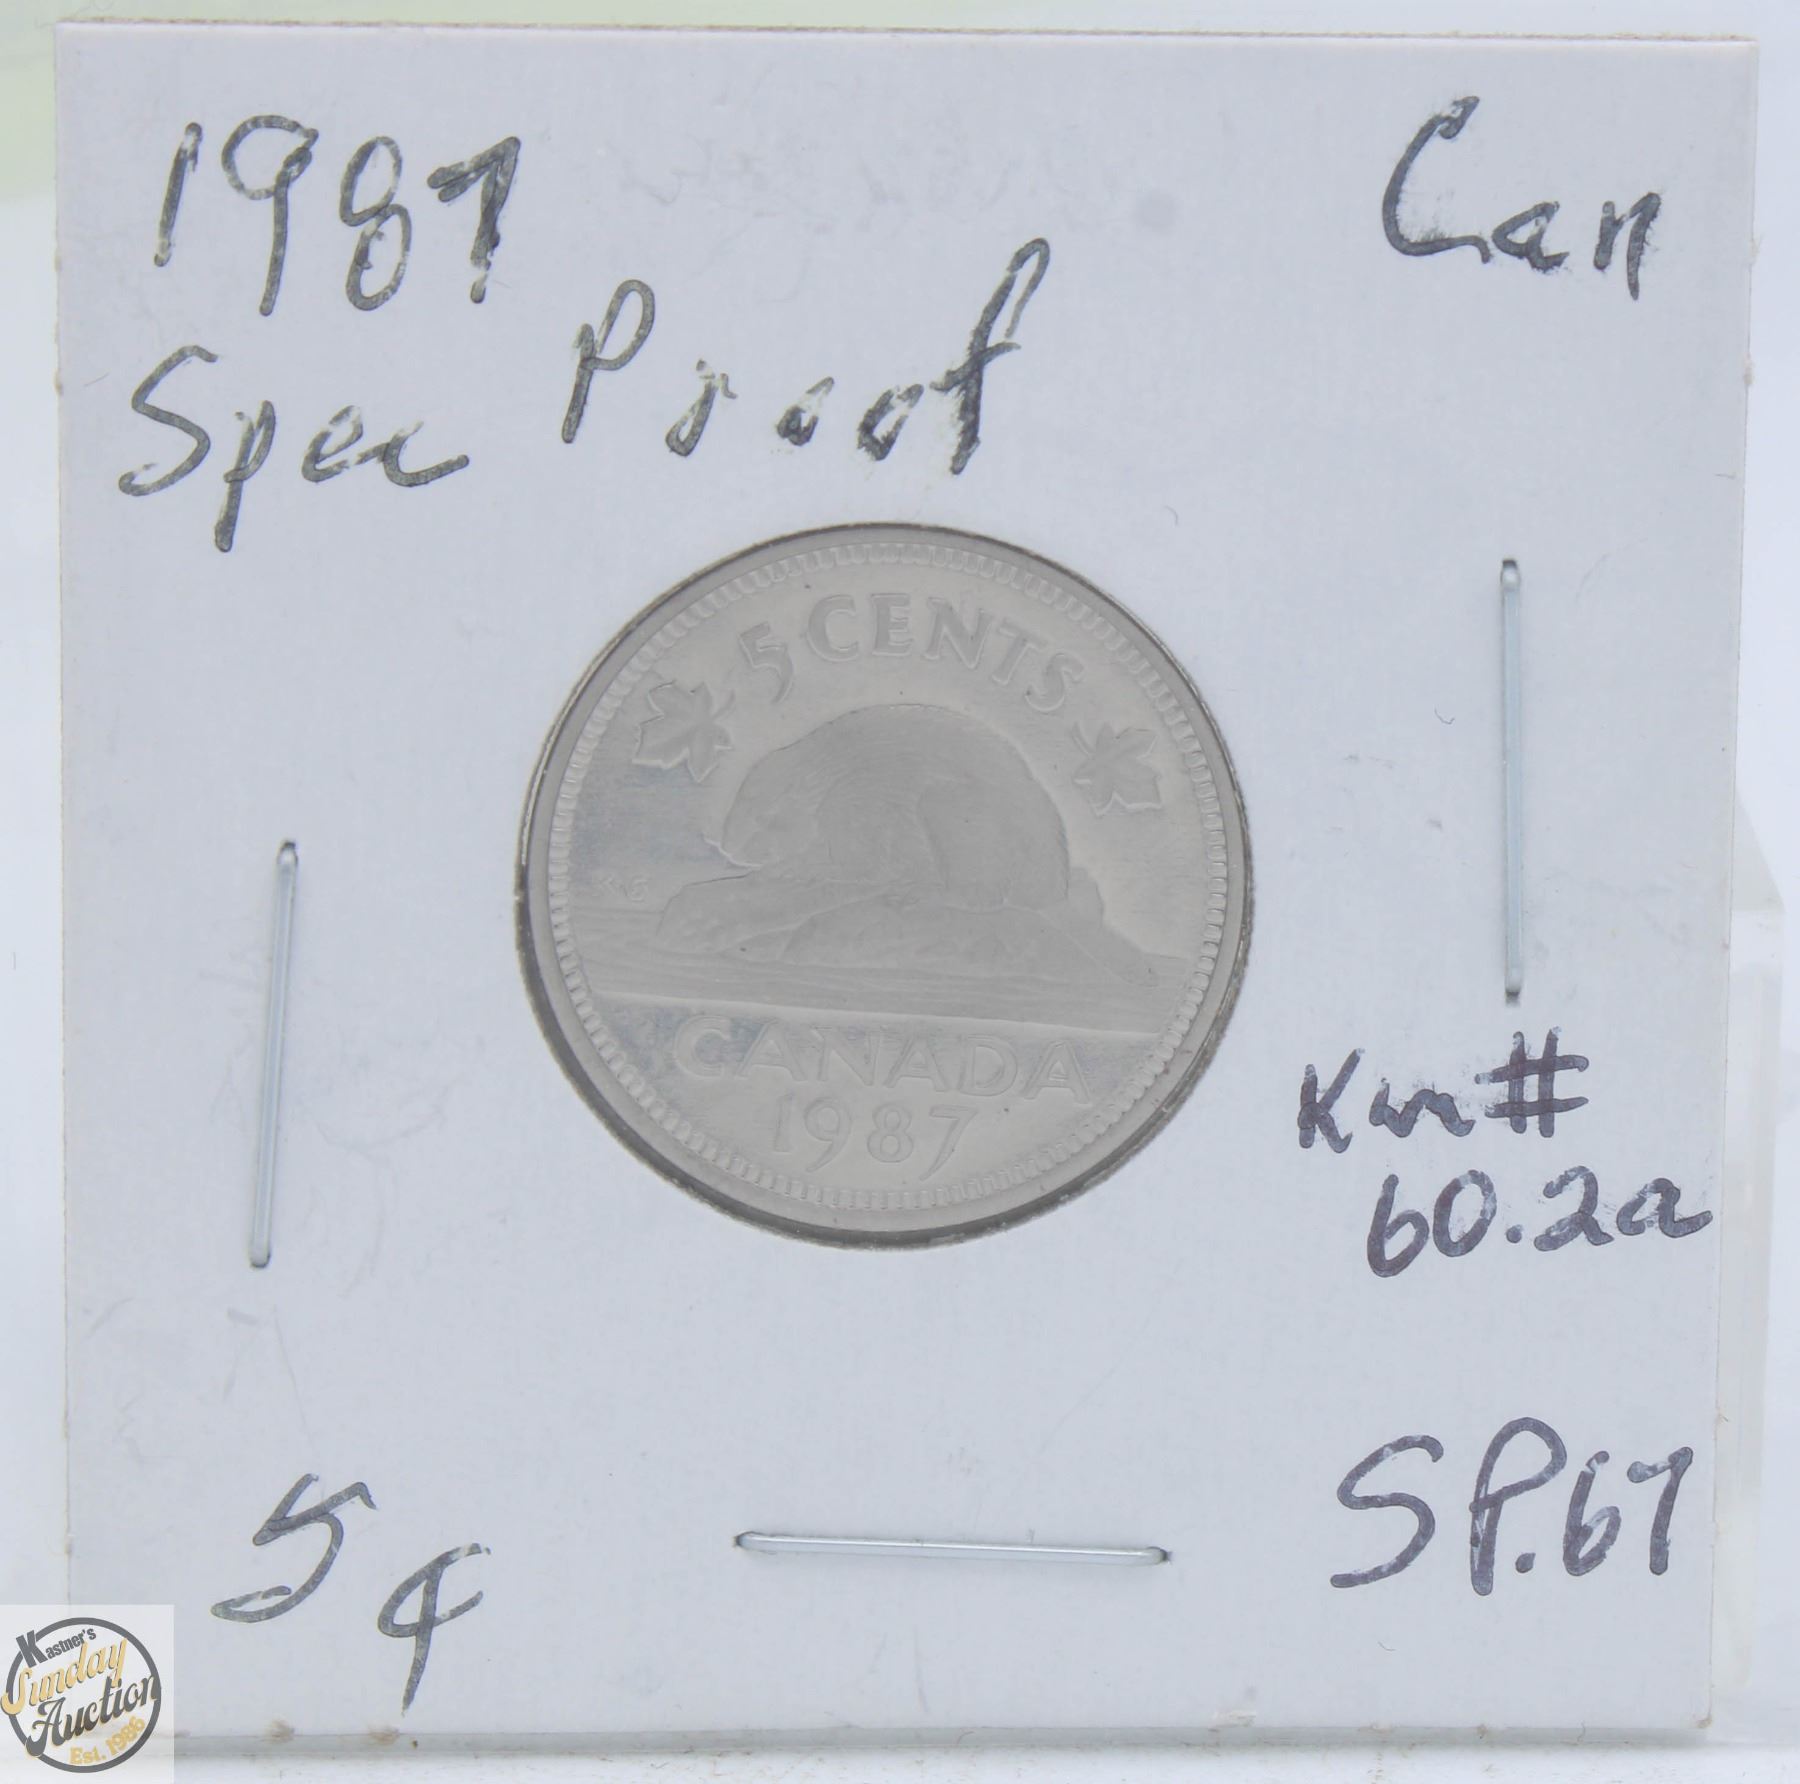 1987
Can
Spec Proof
5 CENTS
KG
CANADA
1987
Km#
60.2a
5¢
SP.67
Kastner's
Sunday
Auction
Est. 1986